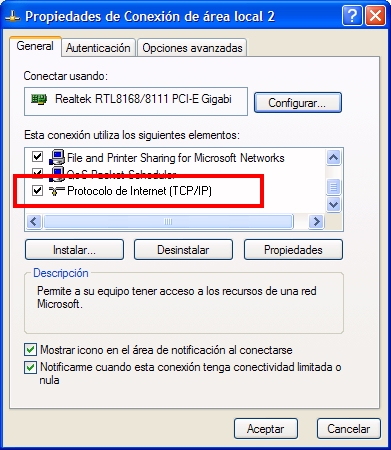 Propiedades de Conexión de área local 2
General
Autenticación
Opciones avanzadas
Conectar usando:
Realtek RTL8168/8111 PCI-E Gigabi
Configurar...
Esta conexión utiliza los siguientes elementos:
File and Printer Sharing for Microsoft Networks
QoS Packet Scheduler
Protocolo de Internet (TCP/IP)
Instalar...
Desinstalar
Propiedades
Descripción
Permite a su equipo tener acceso a los recursos de una red
Microsoft.
Mostrar icono en el área de notificación al conectarse
Notificarme cuando esta conexión tenga conectividad limitada o
nula
Aceptar
Cancelar